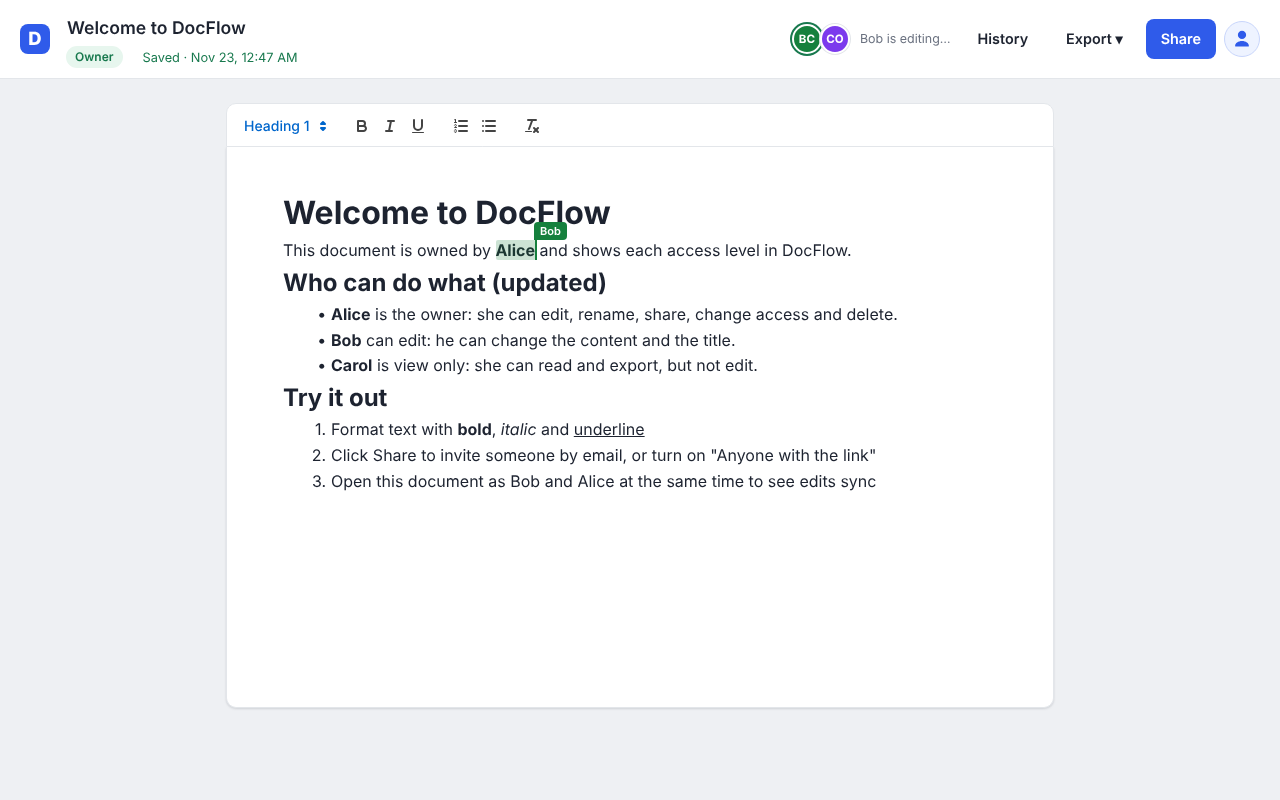 D
Welcome to DocFlow
Owner
Saved · Nov 23, 12:47 AM
BC
CO
Bob is editing...
History
Export ▾
Share
Heading 1
Welcome to DocFlow
Bob
This document is owned by Alice and shows each access level in DocFlow.
Who can do what (updated)
• Alice is the owner: she can edit, rename, share, change access and delete.
• Bob can edit: he can change the content and the title.
• Carol is view only: she can read and export, but not edit.
Try it out
1. Format text with bold, italic and underline
2. Click Share to invite someone by email, or turn on "Anyone with the link"
3. Open this document as Bob and Alice at the same time to see edits sync